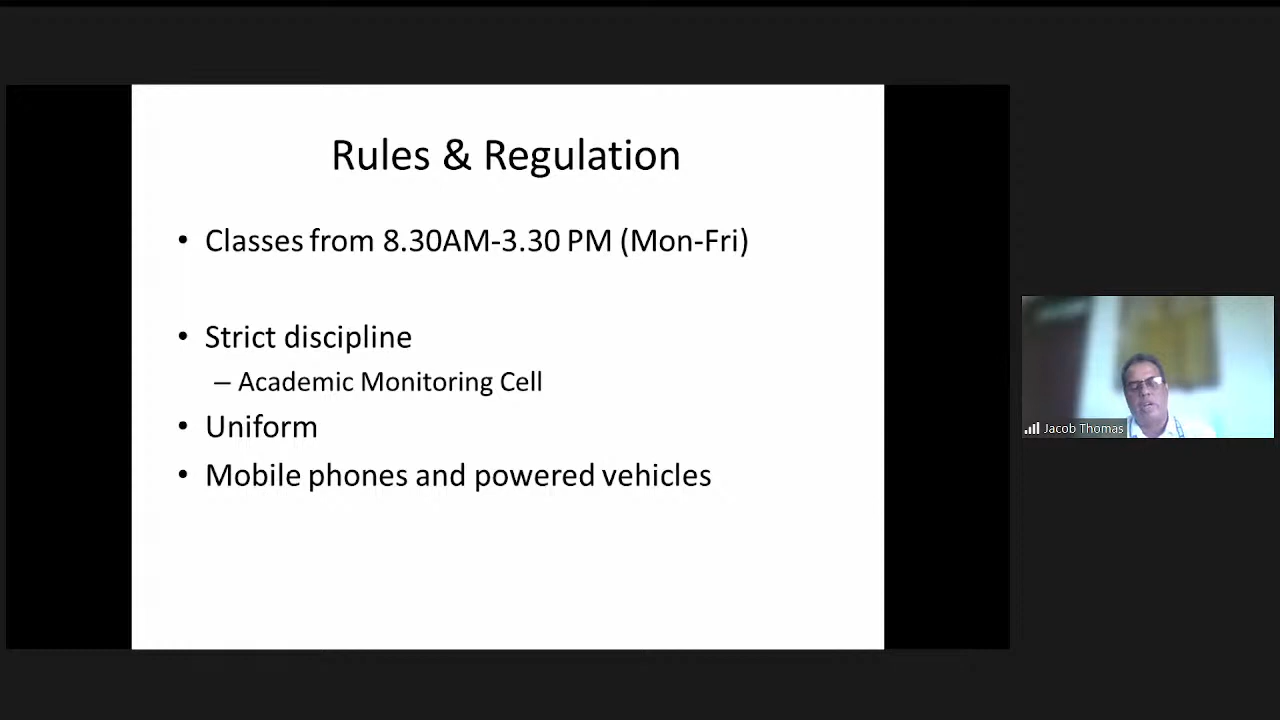 Rules & Regulation
• Classes from 8.30AM-3.30 PM (Mon-Fri)
• Strict discipline
– Academic Monitoring Cell
• Uniform
• Mobile phones and powered vehicles
Jacob Thomas